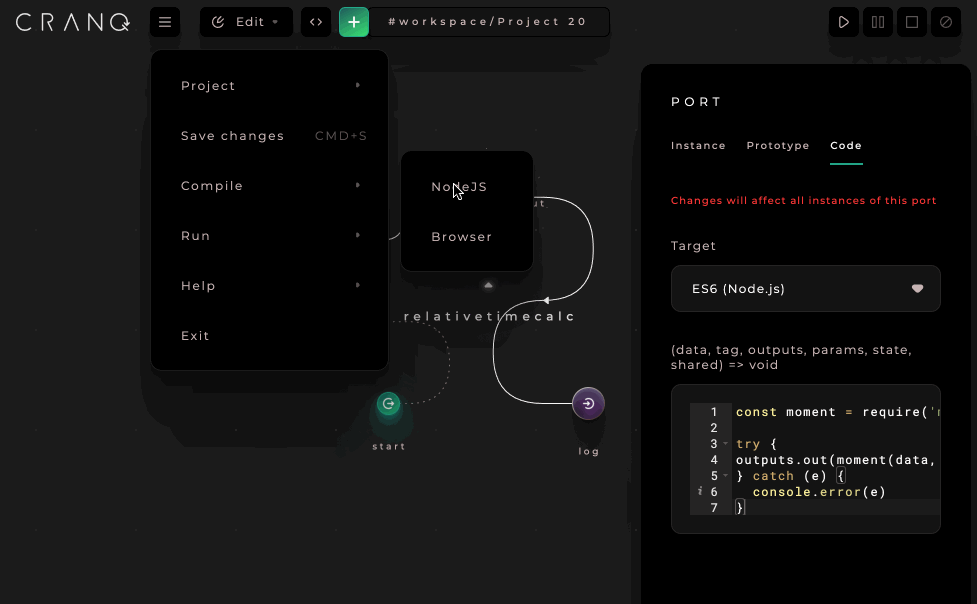 CRANQ
Edit
<>
#workspace/Project 20
Project
Save changes CMD+S
Compile
Run
Help
Exit
NodeJS
Browser
relativetimecalc
start
log
PORT
Instance Prototype Code
Changes will affect all instances of this port
Target
ES6 (Node.js)
(data, tag, outputs, params, state,
shared) => void
1 const moment = require('
2
3 try {
4 outputs.out(moment(data,
5 } catch (e) {
i 6 console.error(e)
7 }